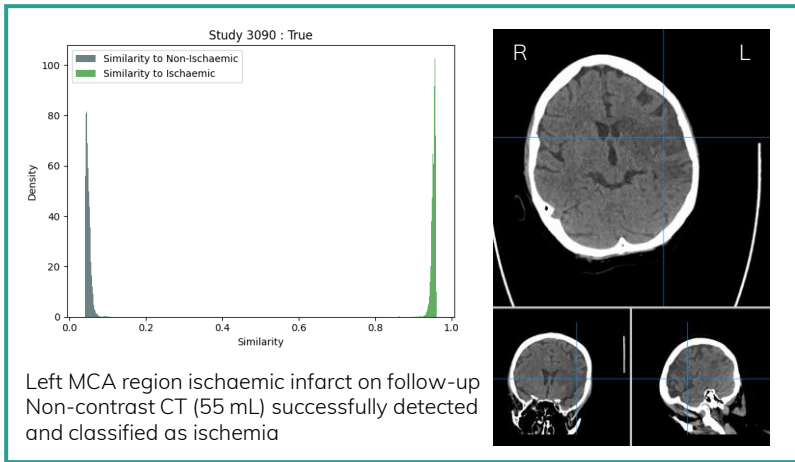 Study 3090 : True
Similarity to Non-Ischaemic
Similarity to Ischaemic
100
80
60
40
20
0
Density
0.0 0.2 0.4 0.6 0.8 1.0
Similarity
Left MCA region ischaemic infarct on follow-up
Non-contrast CT (55 mL) successfully detected
and classified as ischemia
R L